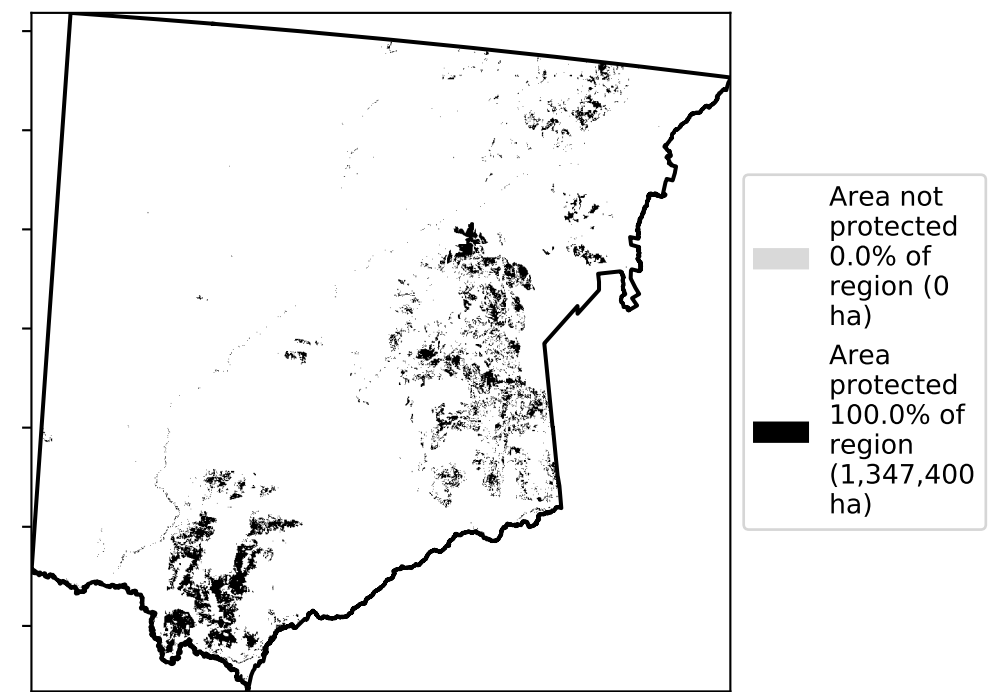 Area not
protected
0.0% of
region (0
ha)
Area
protected
100.0% of
region
(1,347,400
ha)